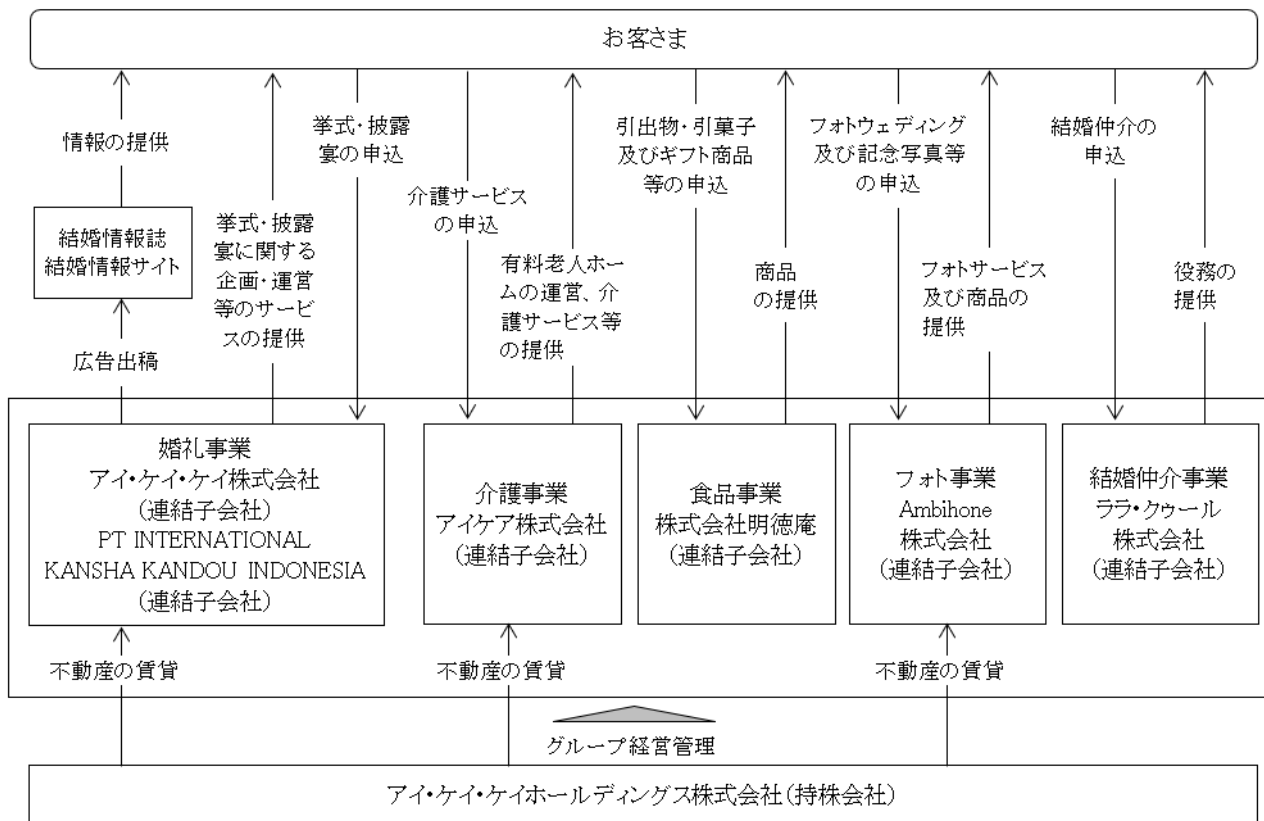 お客さま
情報の提供
結婚情報誌
結婚情報サイト
広告出稿
挙式・披露
宴に関する
企画・運営
等のサービ
スの提供
挙式・披露
宴の申込
介護サービス
の申込
有料老人ホー
ムの運営、介
護サービス等
の提供
引出物・引菓子
及びギフト商品
等の申込
商品
の提供
フォトウェディング
及び記念写真等
の申込
フォトサービス
及び商品の
提供
結婚仲介の
申込
役務の
提供
婚礼事業
アイ・ケイ・ケイ株式会社
(連結子会社)
PT INTERNATIONAL
KANSHA KANDOU INDONESIA
(連結子会社)
介護事業
アイケア株式会社
(連結子会社)
食品事業
株式会社明徳庵
(連結子会社)
フォト事業
Ambihone
株式会社
(連結子会社)
結婚仲介事業
ララ・クゥール
株式会社
(連結子会社)
不動産の賃貸
不動産の賃貸
不動産の賃貸
グループ経営管理
アイ・ケイ・ケイホールディングス株式会社(持株会社)